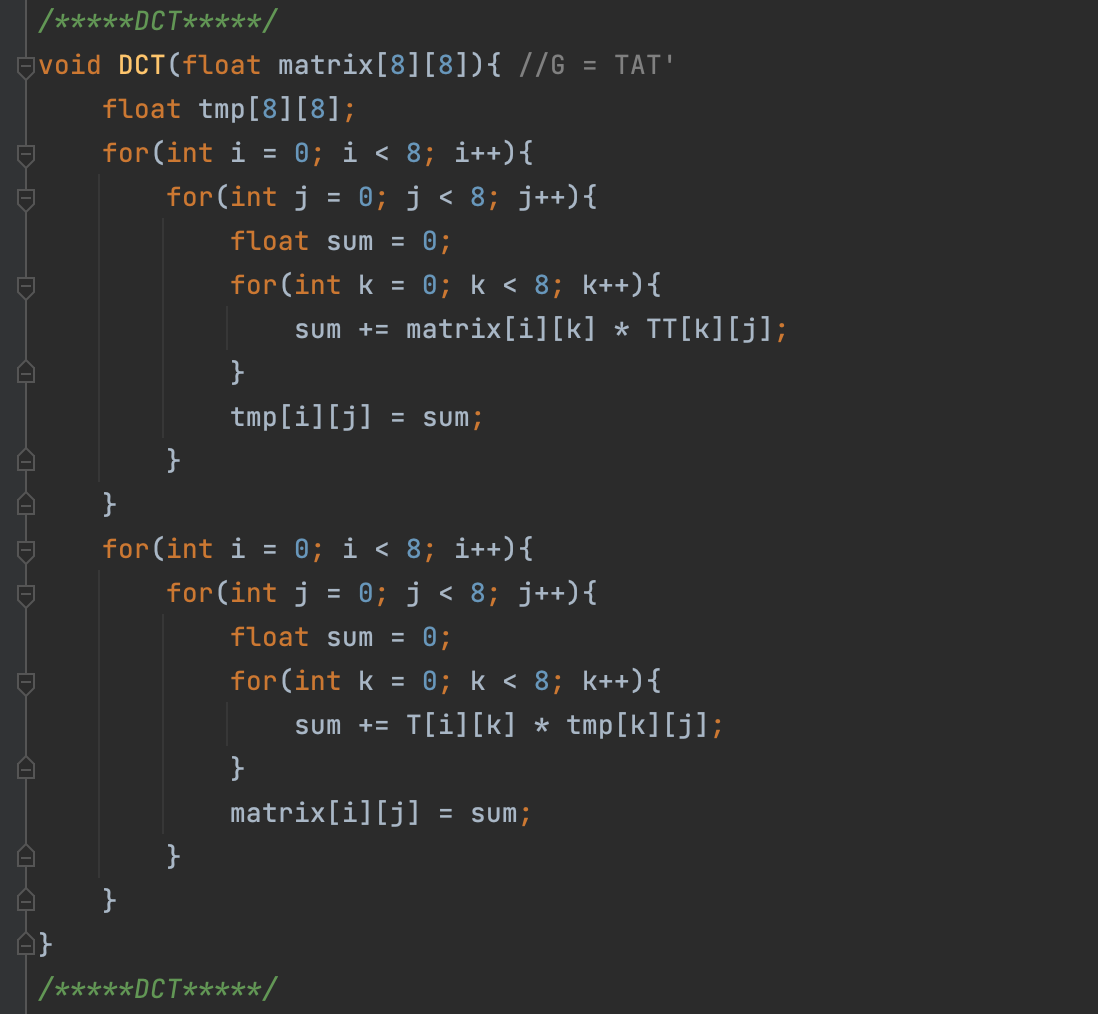 /*****DCT*****/
void DCT(float matrix[8][8]){ //G = TAT'
    float tmp[8][8];
    for(int i = 0; i < 8; i++){
        for(int j = 0; j < 8; j++){
            float sum = 0;
            for(int k = 0; k < 8; k++){
                sum += matrix[i][k] * TT[k][j];
            }
            tmp[i][j] = sum;
        }
    }
    for(int i = 0; i < 8; i++){
        for(int j = 0; j < 8; j++){
            float sum = 0;
            for(int k = 0; k < 8; k++){
                sum += T[i][k] * tmp[k][j];
            }
            matrix[i][j] = sum;
        }
    }
}
/*****DCT*****/